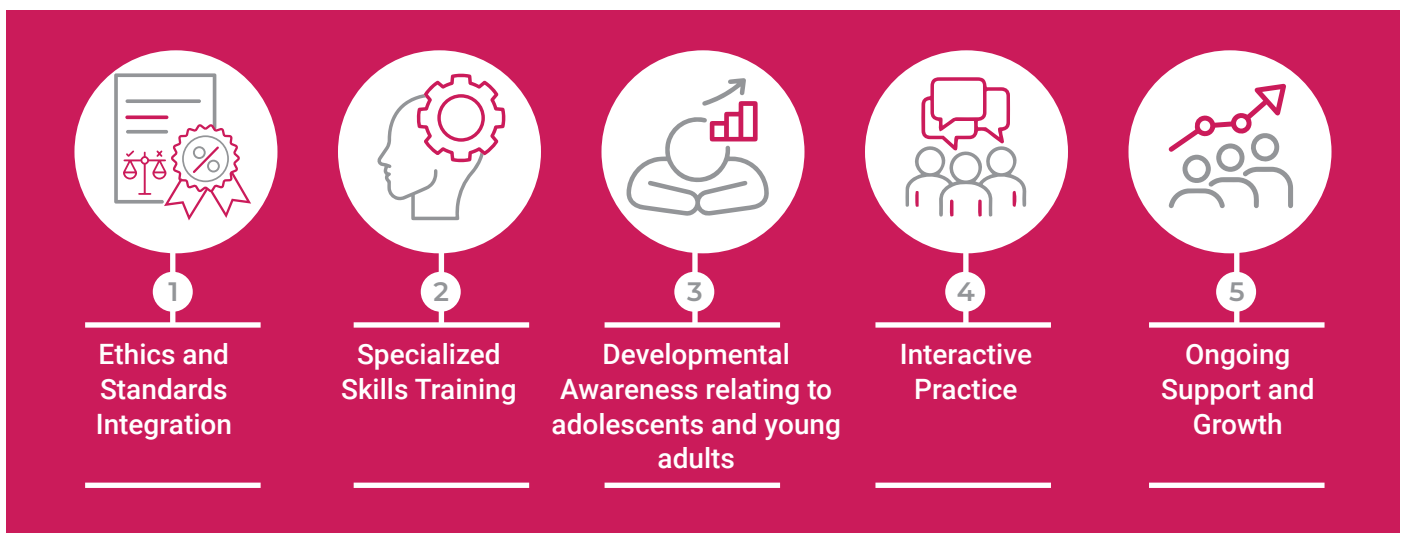 1
Ethics and
Standards
Integration
2
Specialized
Skills Training
3
Developmental
Awareness relating to
adolescents and young
adults
4
Interactive
Practice
5
Ongoing
Support and
Growth